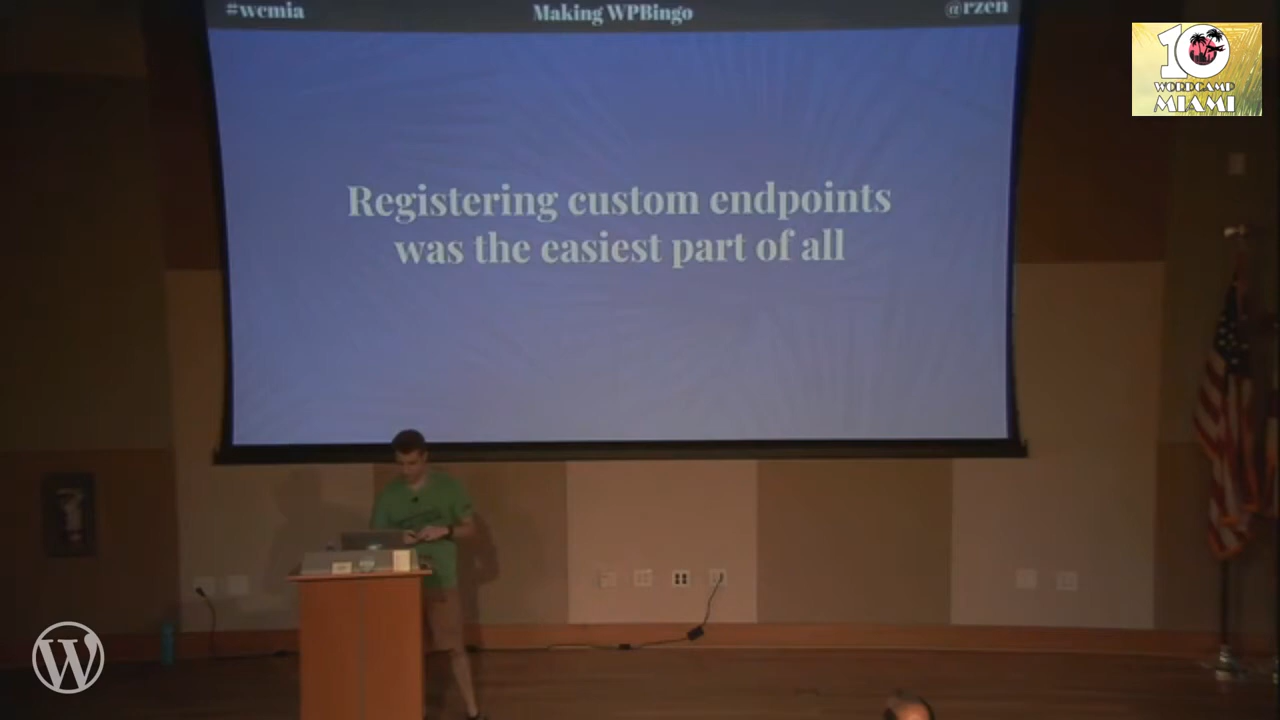 #wcmia
Making WPBingo
@rzen
Registering custom endpoints
was the easiest part of all
10
WORDCAMP
MIAMI